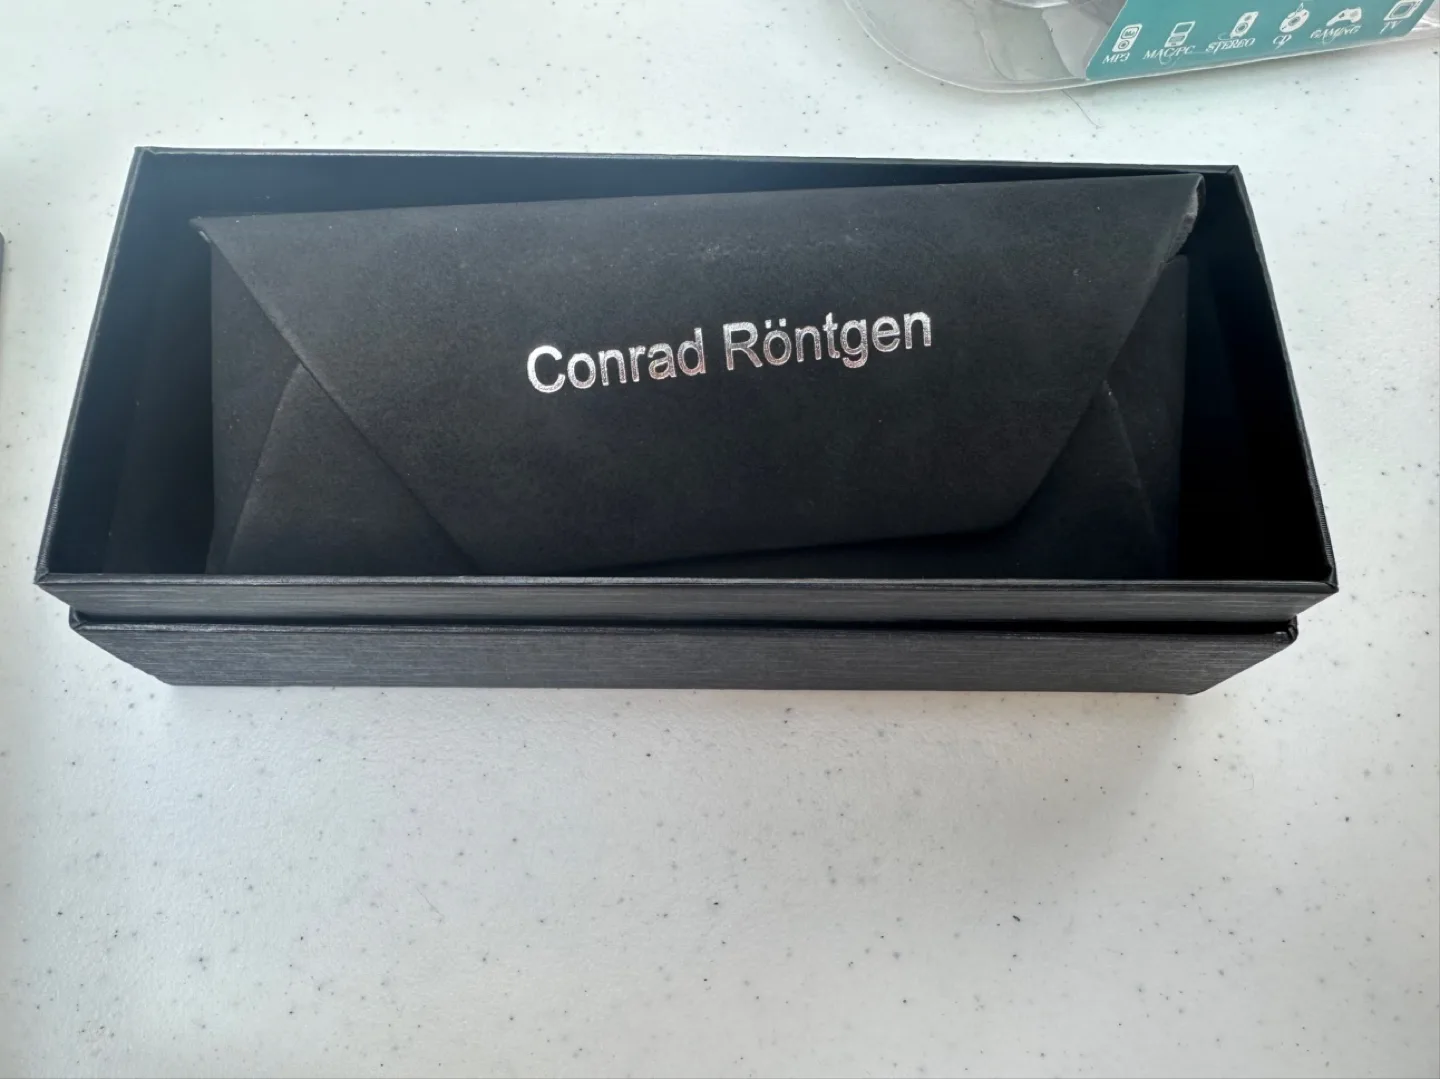 MP3 MAC/PC STEREO CD GAMING TV
Conrad Röntgen